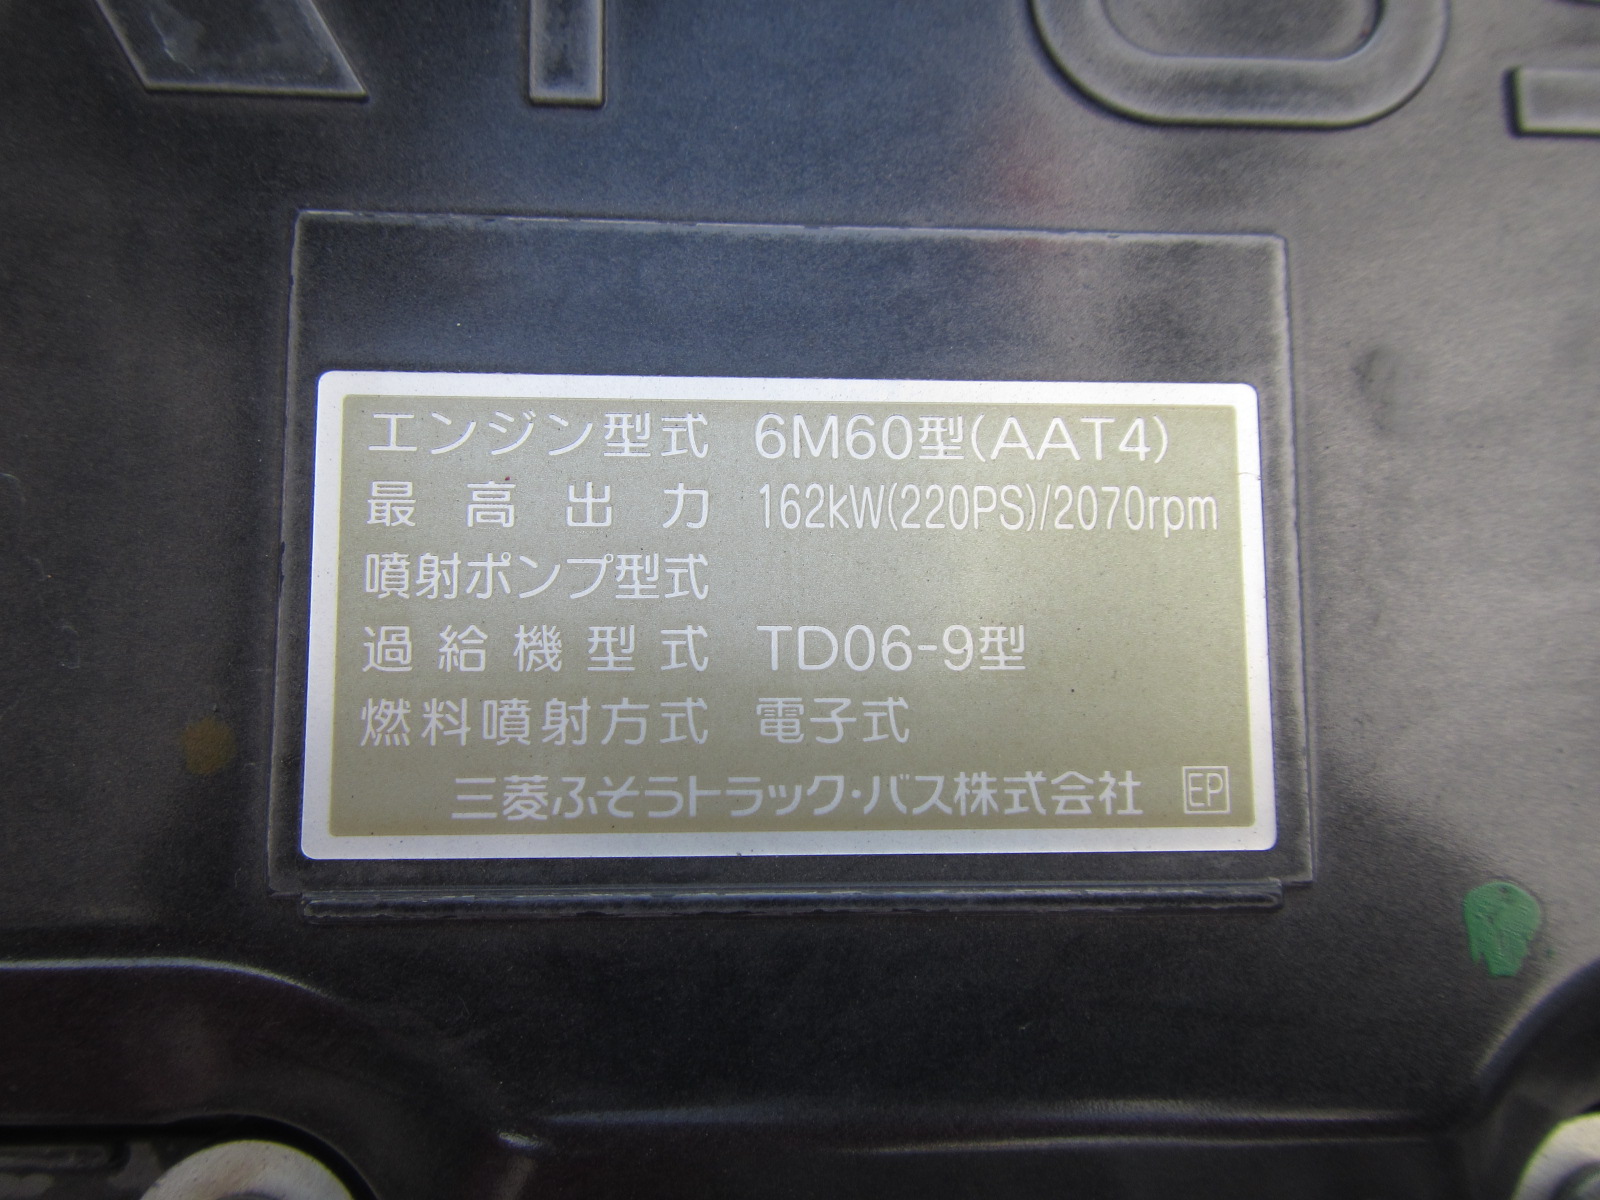 エンジン型式 6M60型(AAT4)
最高出力 162kW(220PS)/2070rpm
噴射ポンプ型式
過給機型式 TD06-9型
燃料噴射方式 電子式
三菱ふそうトラック・バス株式会社 EP